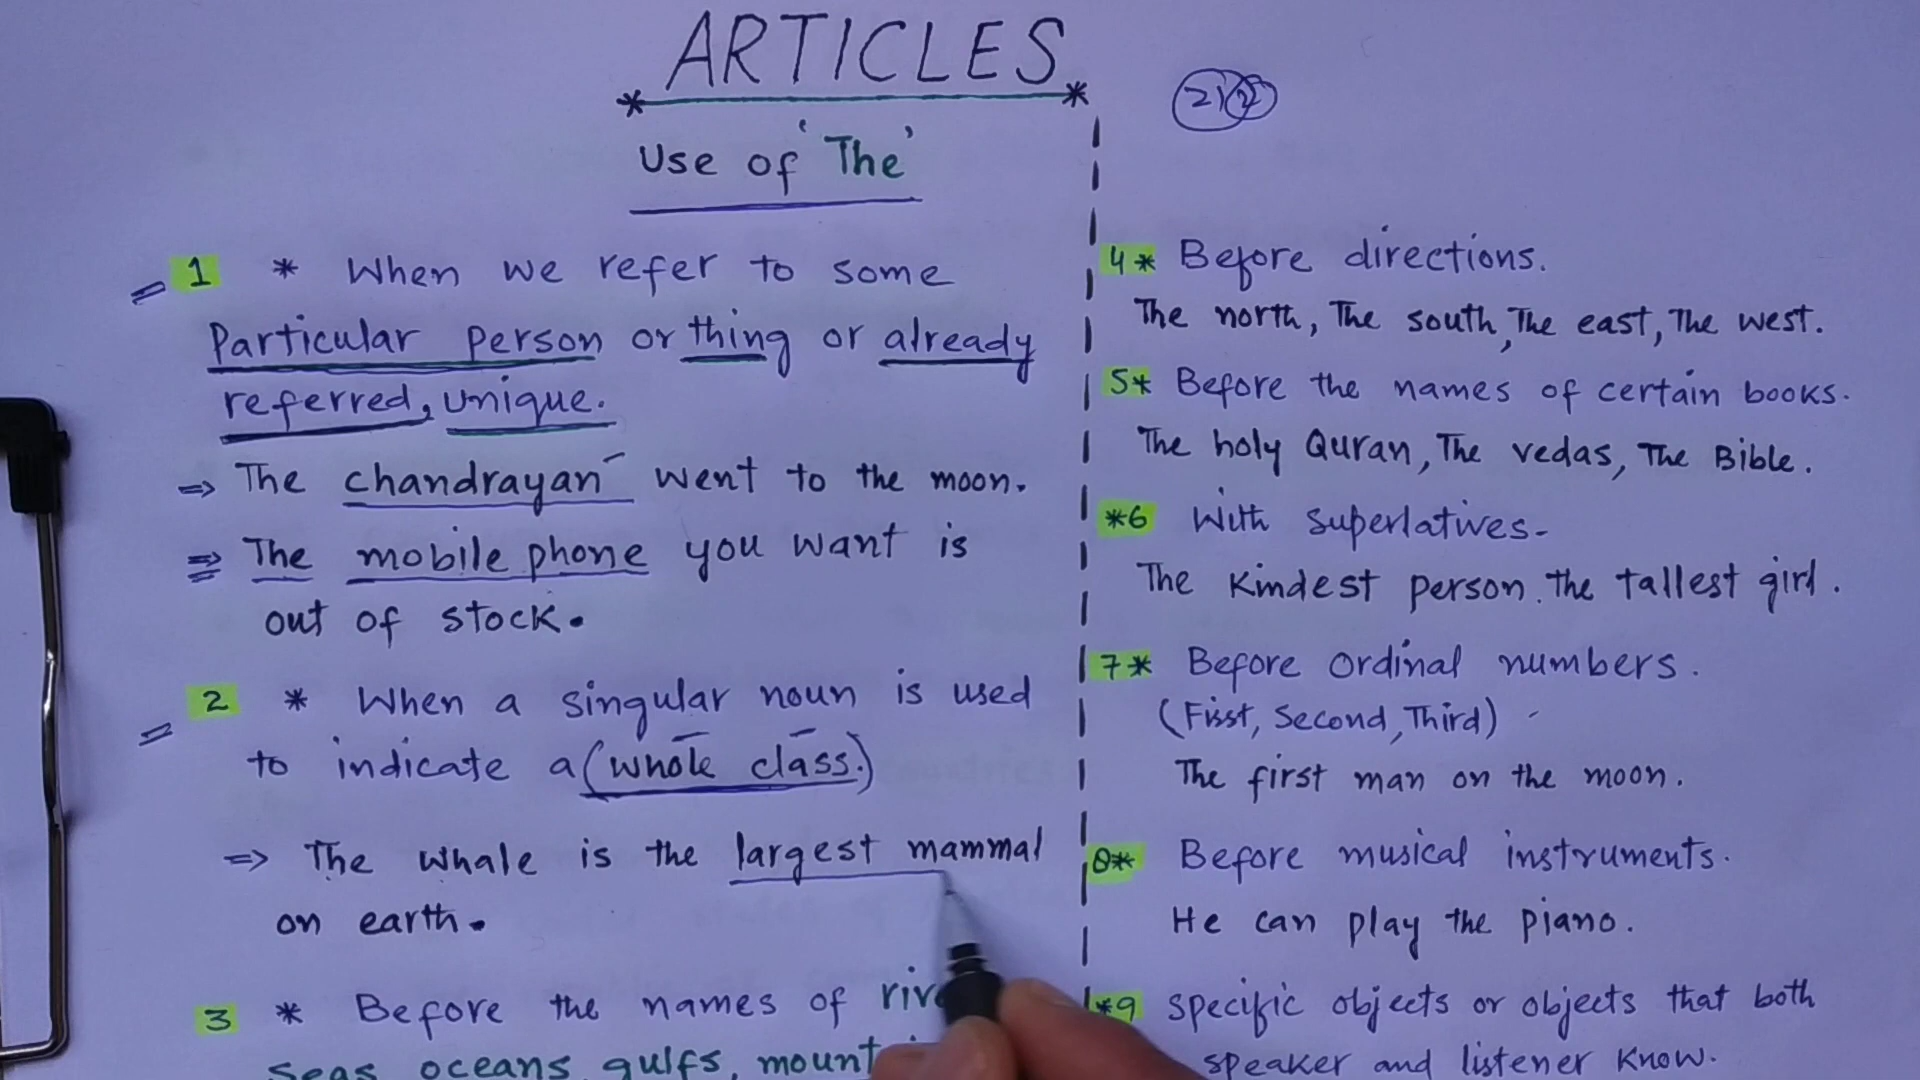 ARTICLES
Use of 'The'
1 * When we refer to some
Particular person or thing or already
referred, unique.
⇒ The chandrayan went to the moon.
⇒ The mobile phone you want is
out of stock.
2 * When a singular noun is used
to indicate a (whole class.)
⇒ The whale is the largest mammal
on earth.
3 * Before the names of
seas oceans, gulfs,
4* Before directions.
The north, The south, The east, The west.
5* Before the names of certain books.
The holy Quran, The vedas, The Bible.
*6 With superlatives-
The Kindest person. the tallest girl.
7* Before ordinal numbers.
(First, Second, Third)
The first man on the moon.
8* Before musical instruments.
He can play the piano.
*9 specific objects or objects that both
speaker and listener know.